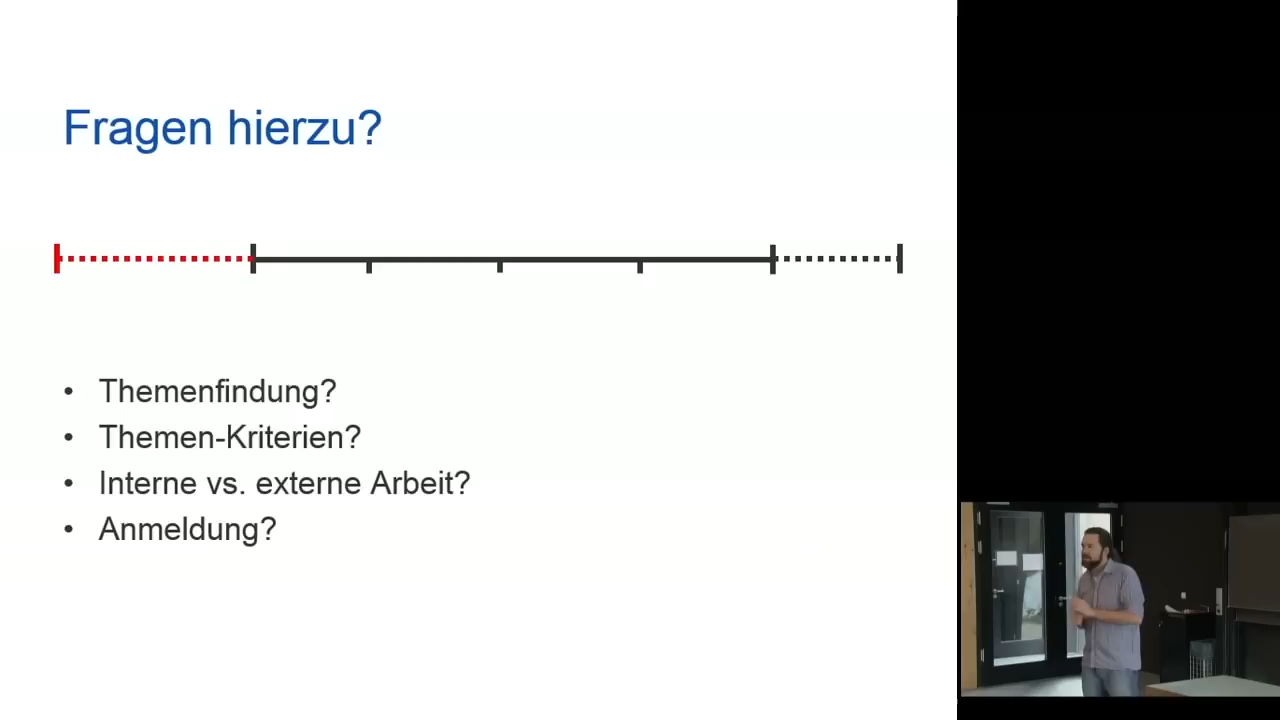 Fragen hierzu?
• Themenfindung?
• Themen-Kriterien?
• Interne vs. externe Arbeit?
• Anmeldung?